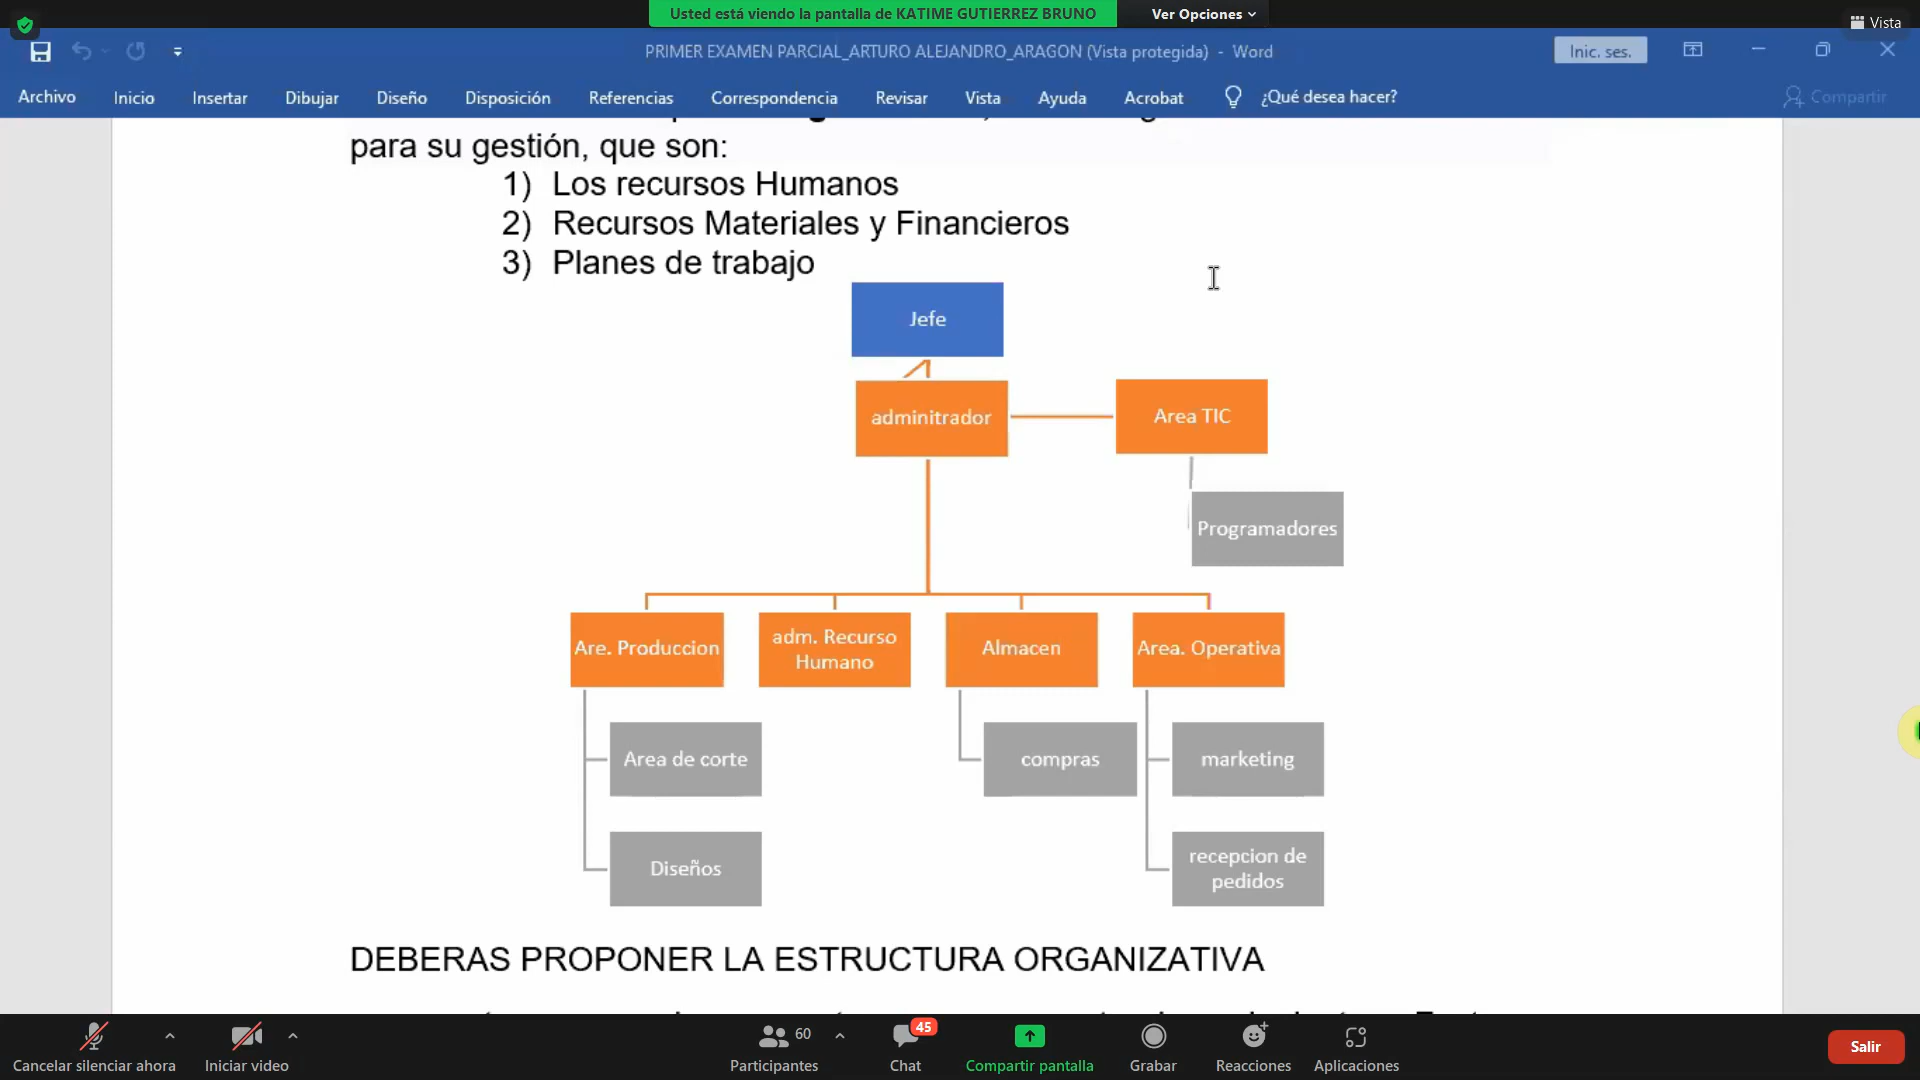 Usted está viendo la pantalla de KATIME GUTIERREZ BRUNO
Ver Opciones
Vista
PRIMER EXAMEN PARCIAL_ARTURO ALEJANDRO_ARAGON (Vista protegida) - Word
Inic. ses.
Archivo Inicio Insertar Dibujar Diseño Disposición Referencias Correspondencia Revisar Vista Ayuda Acrobat ¿Qué desea hacer? Compartir
para su gestión, que son:
1) Los recursos Humanos
2) Recursos Materiales y Financieros
3) Planes de trabajo
Jefe
adminitrador
Area TIC
Programadores
Are. Produccion
adm. Recurso
Humano
Almacen
Area. Operativa
Area de corte
compras
marketing
Diseños
recepcion de
pedidos
DEBERAS PROPONER LA ESTRUCTURA ORGANIZATIVA
60
45
Cancelar silenciar ahora
Iniciar video
Participantes
Chat
Compartir pantalla
Grabar
Reacciones
Aplicaciones
Salir